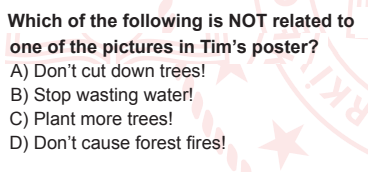 Which of the following is NOT related to
one of the pictures in Tim's poster?
A) Don't cut down trees!
B) Stop wasting water!
C) Plant more trees!
D) Don't cause forest fires!